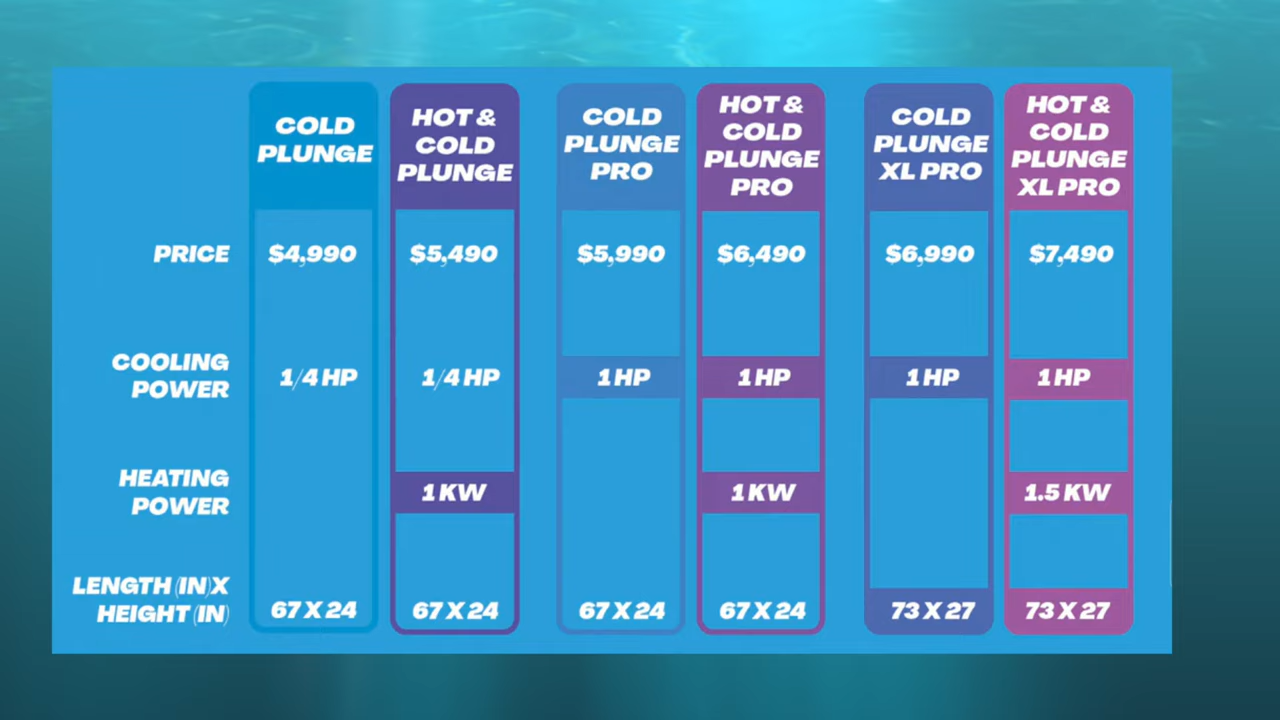 COLD PLUNGE
HOT & COLD PLUNGE
COLD PLUNGE PRO
HOT & COLD PLUNGE PRO
COLD PLUNGE XL PRO
HOT & COLD PLUNGE XL PRO
PRICE $4,990 $5,490 $5,990 $6,490 $6,990 $7,490
COOLING POWER 1/4 HP 1/4 HP 1 HP 1 HP 1 HP 1 HP
HEATING POWER 1 KW 1 KW 1.5 KW
LENGTH (IN) X HEIGHT (IN) 67 X 24 67 X 24 67 X 24 67 X 24 73 X 27 73 X 27